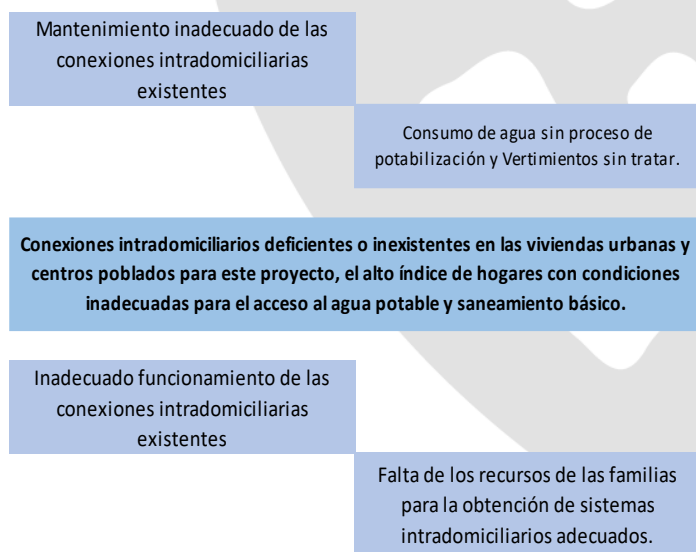 Mantenimiento inadecuado de las
conexiones intradomiciliarias
existentes
Consumo de agua sin proceso de
potabilización y Vertimientos sin tratar.
Conexiones intradomiciliarios deficientes o inexistentes en las viviendas urbanas y
centros poblados para este proyecto, el alto índice de hogares con condiciones
inadecuadas para el acceso al agua potable y saneamiento básico.
Inadecuado funcionamiento de las
conexiones intradomiciliarias
existentes
Falta de los recursos de las familias
para la obtención de sistemas
intradomiciliarios adecuados.